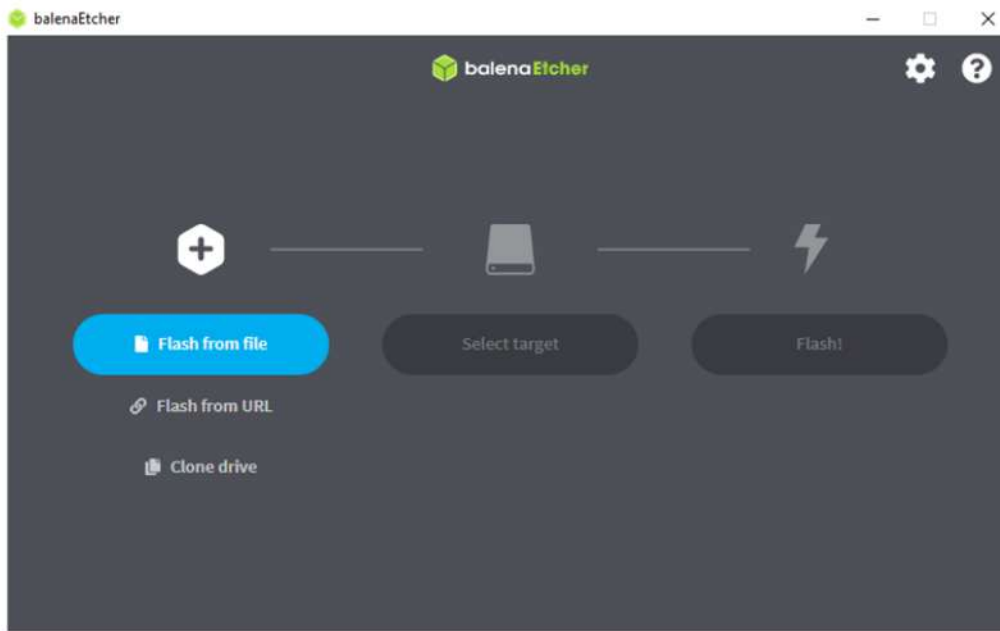 balenaEtcher
balenaEtcher
Flash from file
Select target
Flash!
Flash from URL
Clone drive